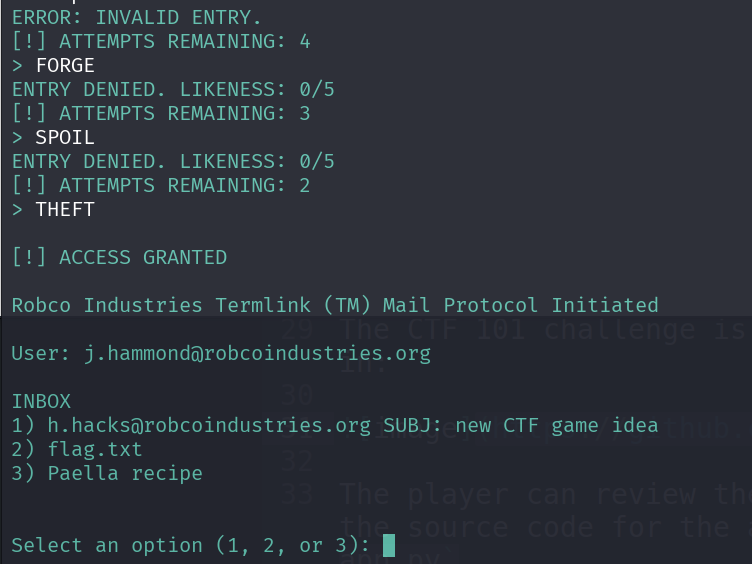 ERROR: INVALID ENTRY.
[!] ATTEMPTS REMAINING: 4
> FORGE
ENTRY DENIED. LIKENESS: 0/5
[!] ATTEMPTS REMAINING: 3
> SPOIL
ENTRY DENIED. LIKENESS: 0/5
[!] ATTEMPTS REMAINING: 2
> THEFT
[!] ACCESS GRANTED
Robco Industries Termlink (TM) Mail Protocol Initiated
29 The CTF 101 challenge is
User: j.hammond@robcoindustries.org
in.
30
INBOX
1) h.hacks@robcoindustries.org SUBJ: new CTF game idea
31
2) flag.txt
32
3) Paella recipe
33 The player can review the
the source code for the a
Select an option (1, 2, or 3):